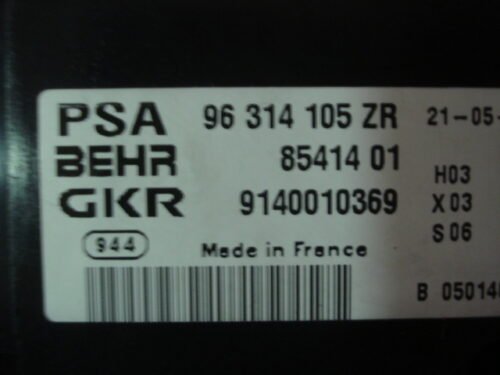 PSA 96 314 105 ZR 21-05-
BEHR 85414 01 H03
GKR 9140010369 X03
S06
944 Made in France
B 05014